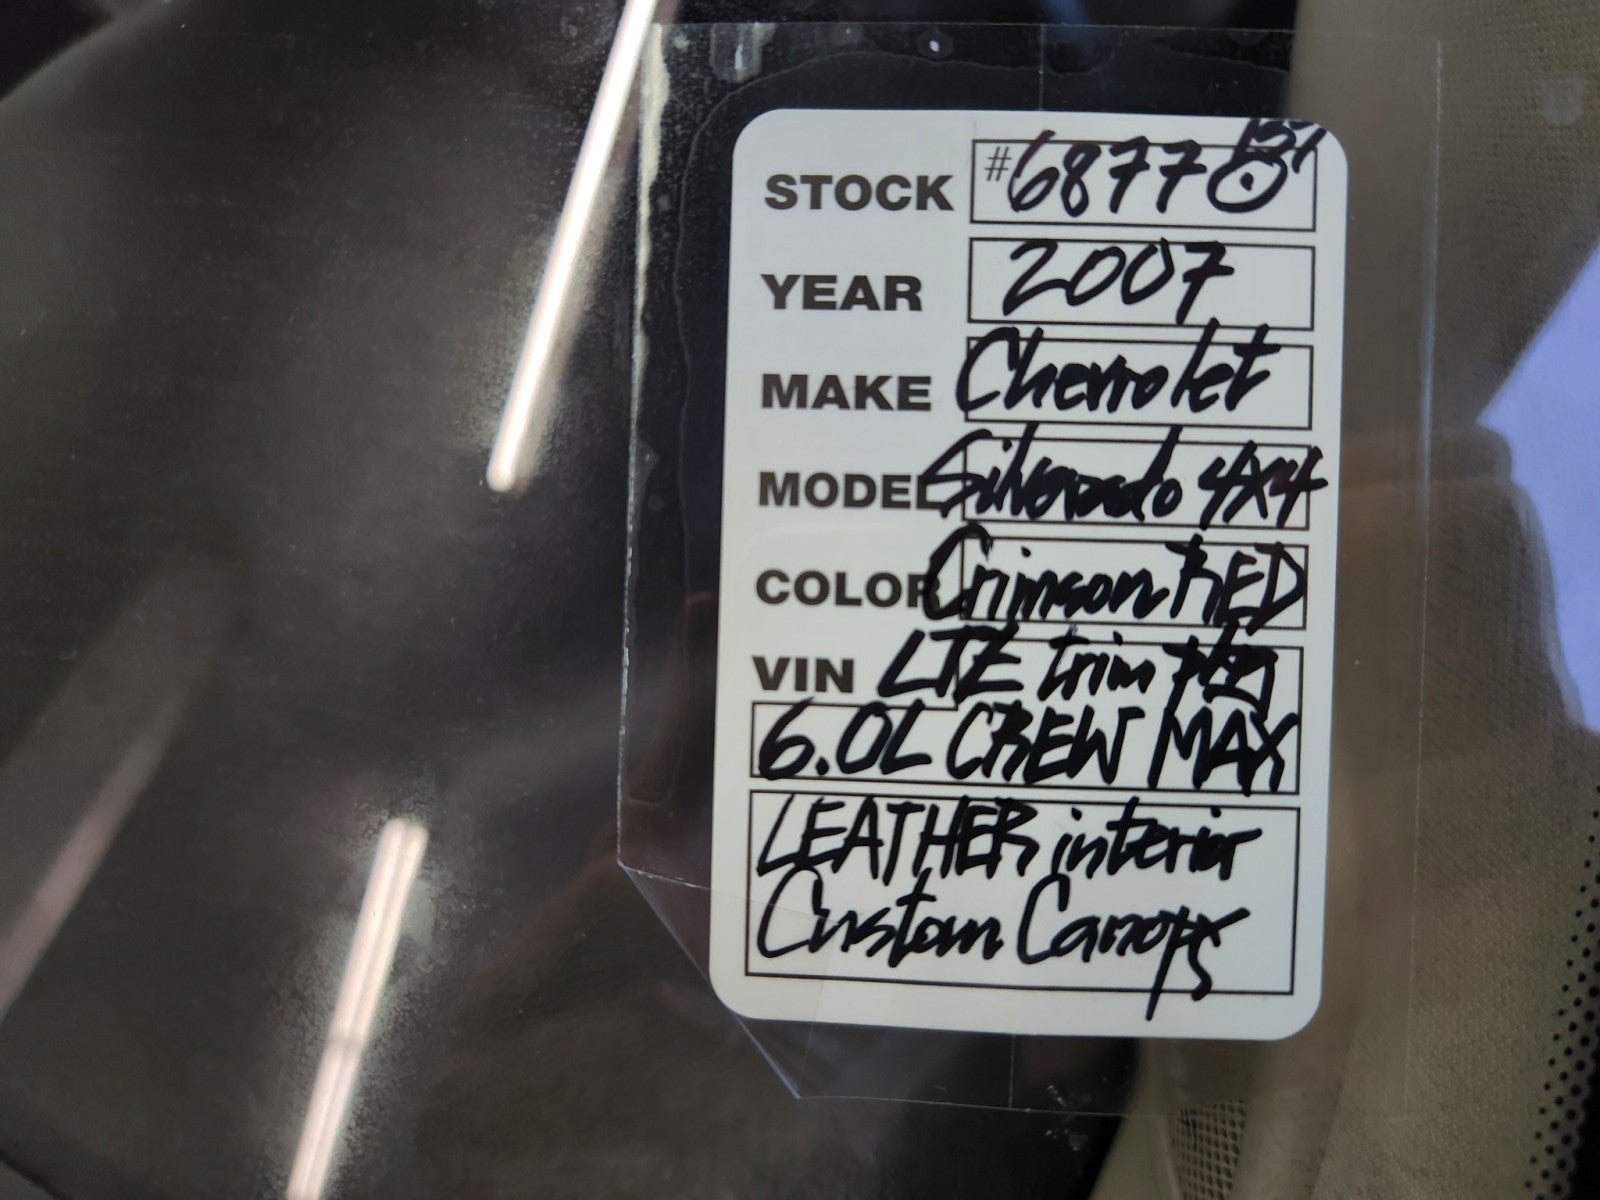 STOCK #6877
YEAR 2007
MAKE Chevrolet
MODEL Silverado 4X4
COLOR Crimson RED
VIN LTZ trim pkg
6.0L CREW MAX
LEATHER interior
Custom Canopy